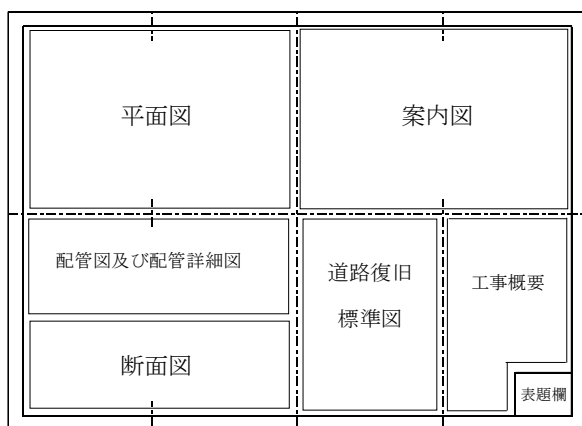 平面図
案内図
配管図及び配管詳細図
断面図
道路復旧
標準図
工事概要
表題欄